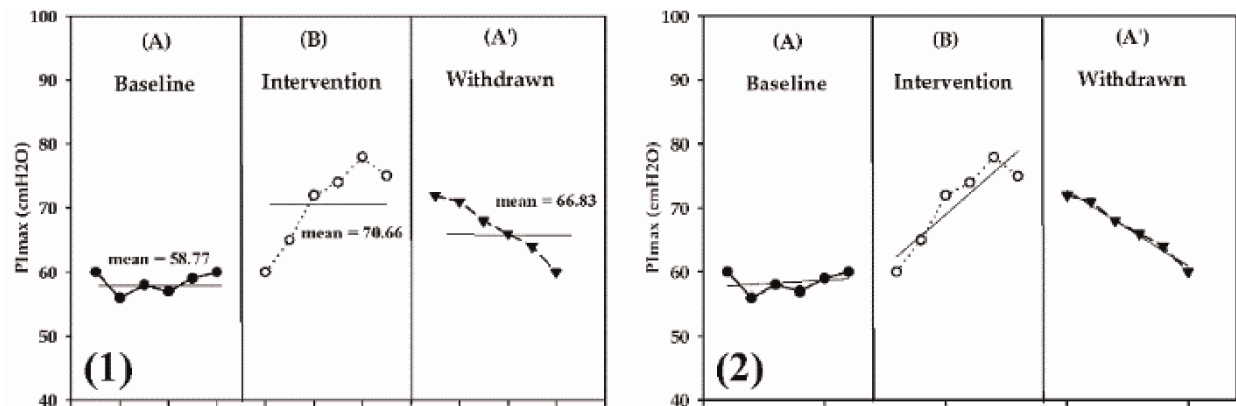 100
90
80
70
60
50
40
PImax (cmH2O)
(A)
Baseline
mean = 58.77
(B)
Intervention
mean = 70.66
(A')
Withdrawn
mean = 66.83
(1)
100
90
80
70
60
50
40
PImax (cmH2O)
(A)
Baseline
(B)
Intervention
(A')
Withdrawn
(2)